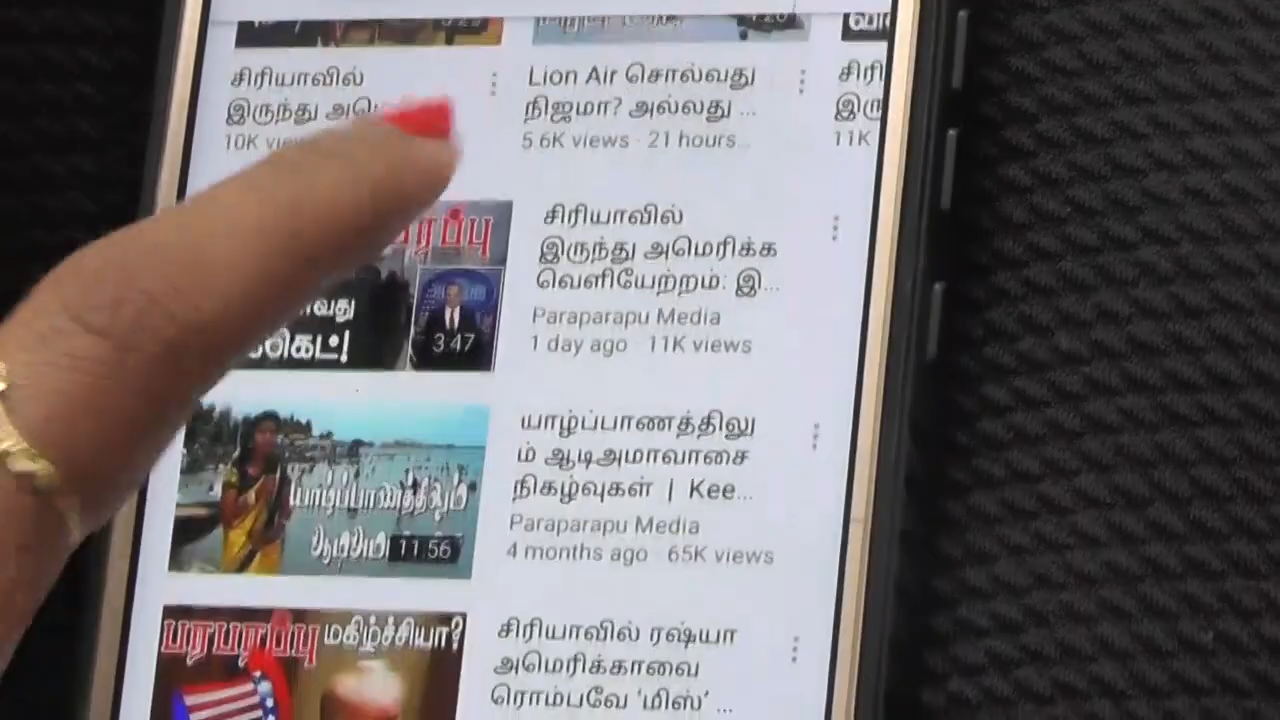 சிரியாவில்
இருந்து
10K
Lion Air சொல்வது
நிஜமா? அல்லது ...
5.6K views · 21 hours...
சிரி
இரு
11K
ரபரப்பு
3:47
சிரியாவில்
இருந்து அமெரிக்க
வெளியேற்றம்: இ...
Paraparapu Media
1 day ago · 11K views
யாழ்ப்பாணத்திலும்
11:56
யாழ்ப்பாணத்திலு
ம் ஆடிஅமாவாசை
நிகழ்வுகள் | Kee...
Paraparapu Media
4 months ago · 65K views
பரபரப்பு மகிழ்ச்சியா?
சிரியாவில் ரஷ்யா
அமெரிக்காவை
ரொம்பவே 'மிஸ்' ...